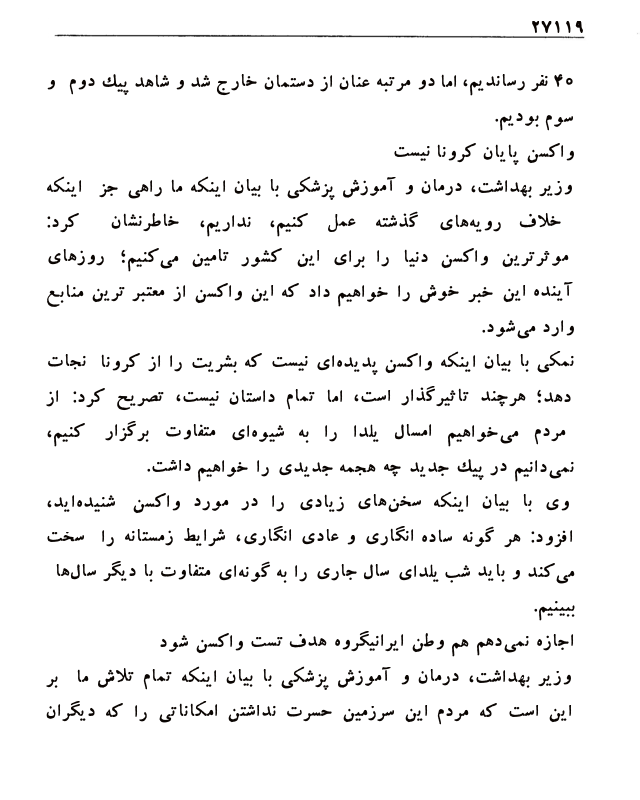 ۲۷۱۱۹
۴۰ نفر رساندیم، اما دو مرتبه عنان از دستمان خارج شد و شاهد پیك دوم و
سوم بودیم.
واکسن پایان کرونا نیست
وزیر بهداشت، درمان و آموزش پزشکی با بیان اینکه ما راهی جز اینکه
خلاف رویه‌های گذشته عمل کنیم، نداریم، خاطرنشان کرد:
موثرترین واکسن دنیا را برای این کشور تامین می‌کنیم؛ روزهای
آینده این خبر خوش را خواهیم داد که این واکسن از معتبر ترین منابع
وارد می‌شود.
نمکی با بیان اینکه واکسن پدیده‌ای نیست که بشریت را از کرونا نجات
دهد؛ هرچند تاثیرگذار است، اما تمام داستان نیست، تصریح کرد: از
مردم می‌خواهیم امسال یلدا را به شیوه‌ای متفاوت برگزار کنیم،
نمی‌دانیم در پیك جدید چه هجمه جدیدی را خواهیم داشت.
وی با بیان اینکه سخن‌های زیادی را در مورد واکسن شنیده‌اید،
افزود: هر گونه ساده انگاری و عادی انگاری، شرایط زمستانه را سخت
می‌کند و باید شب یلدای سال جاری را به گونه‌ای متفاوت با دیگر سال‌ها
ببینیم.
اجازه نمی‌دهم هم وطن ایرانیگروه هدف تست واکسن شود
وزیر بهداشت، درمان و آموزش پزشکی با بیان اینکه تمام تلاش ما بر
این است که مردم این سرزمین حسرت نداشتن امکاناتی را که دیگران